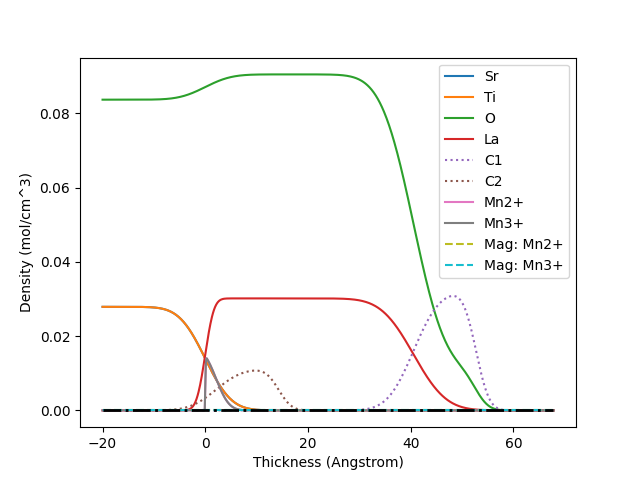 Density (mol/cm^3)
0.08
0.06
0.04
0.02
0.00
Sr
Ti
O
La
C1
C2
Mn2+
Mn3+
Mag: Mn2+
Mag: Mn3+
−20
0
20
40
60
Thickness (Angstrom)